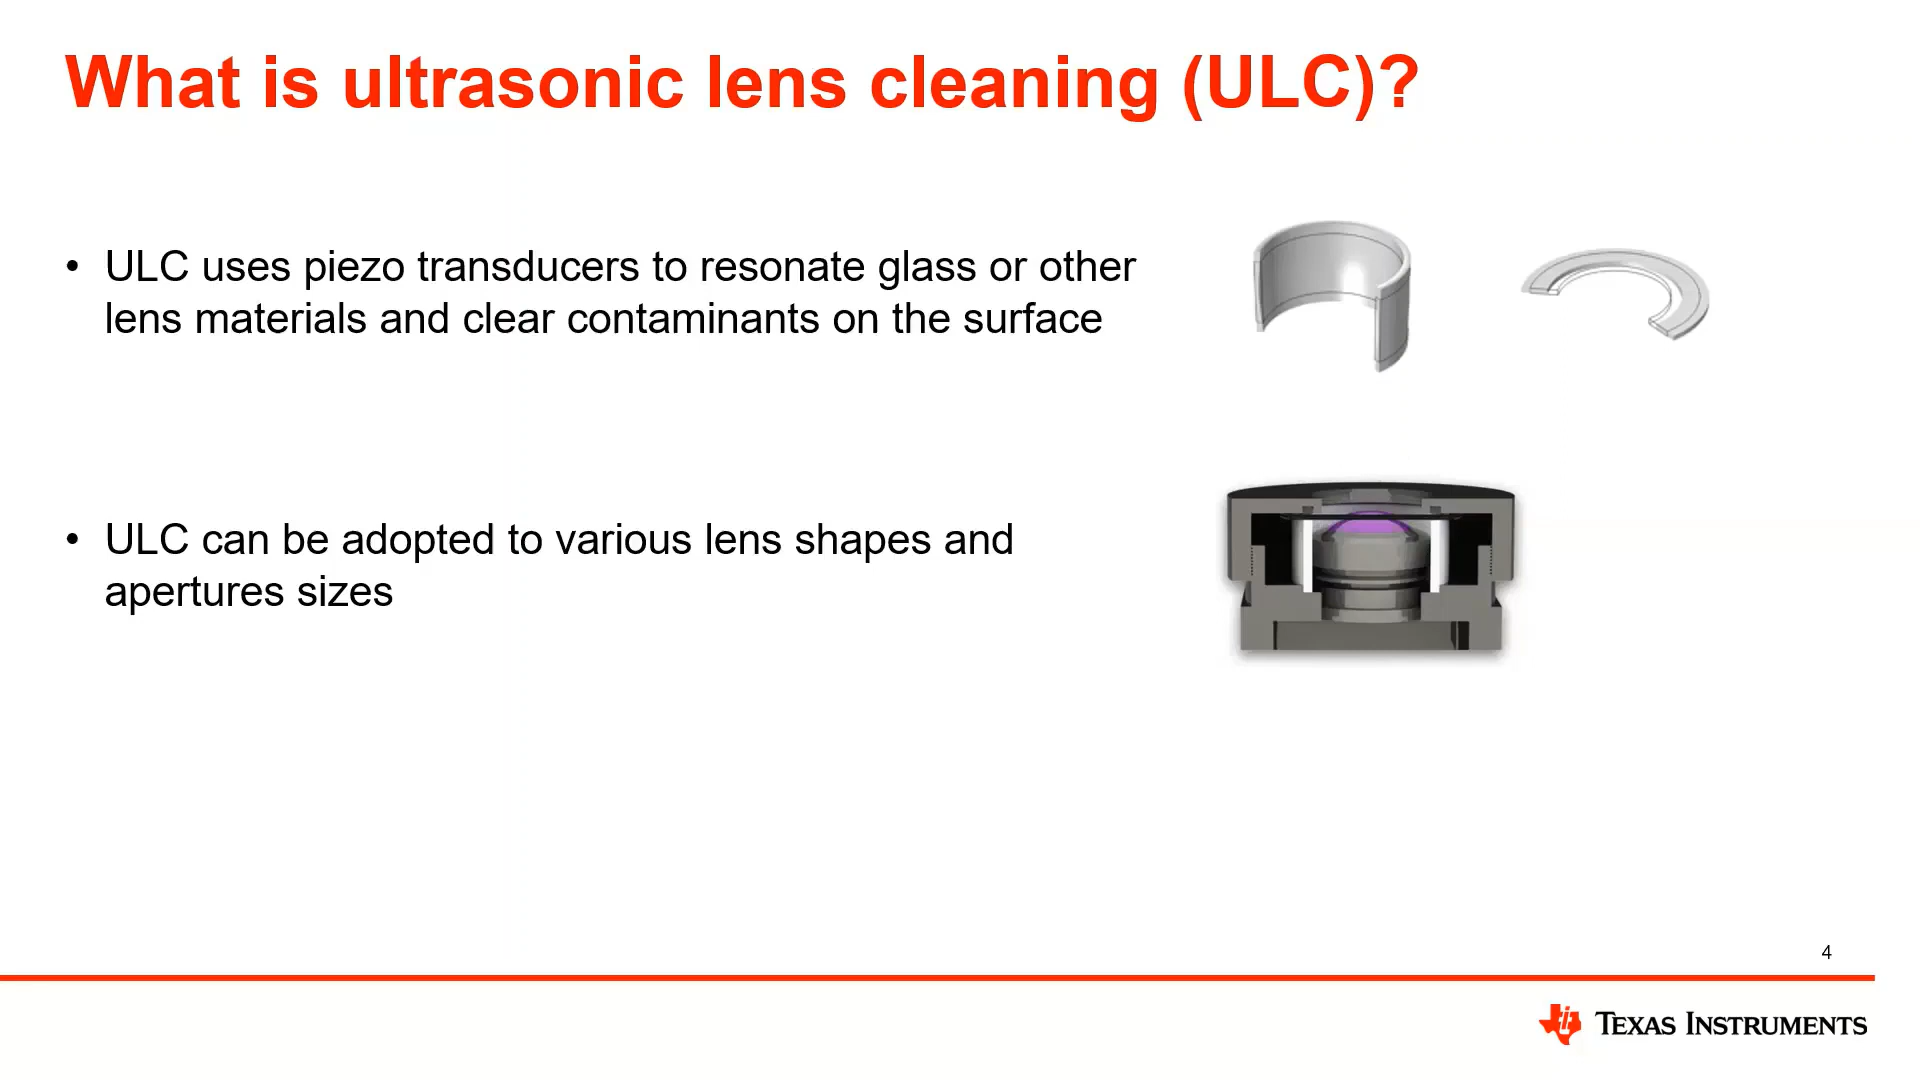 What is ultrasonic lens cleaning (ULC)?
• ULC uses piezo transducers to resonate glass or other
lens materials and clear contaminants on the surface
• ULC can be adopted to various lens shapes and
apertures sizes
4
TEXAS INSTRUMENTS